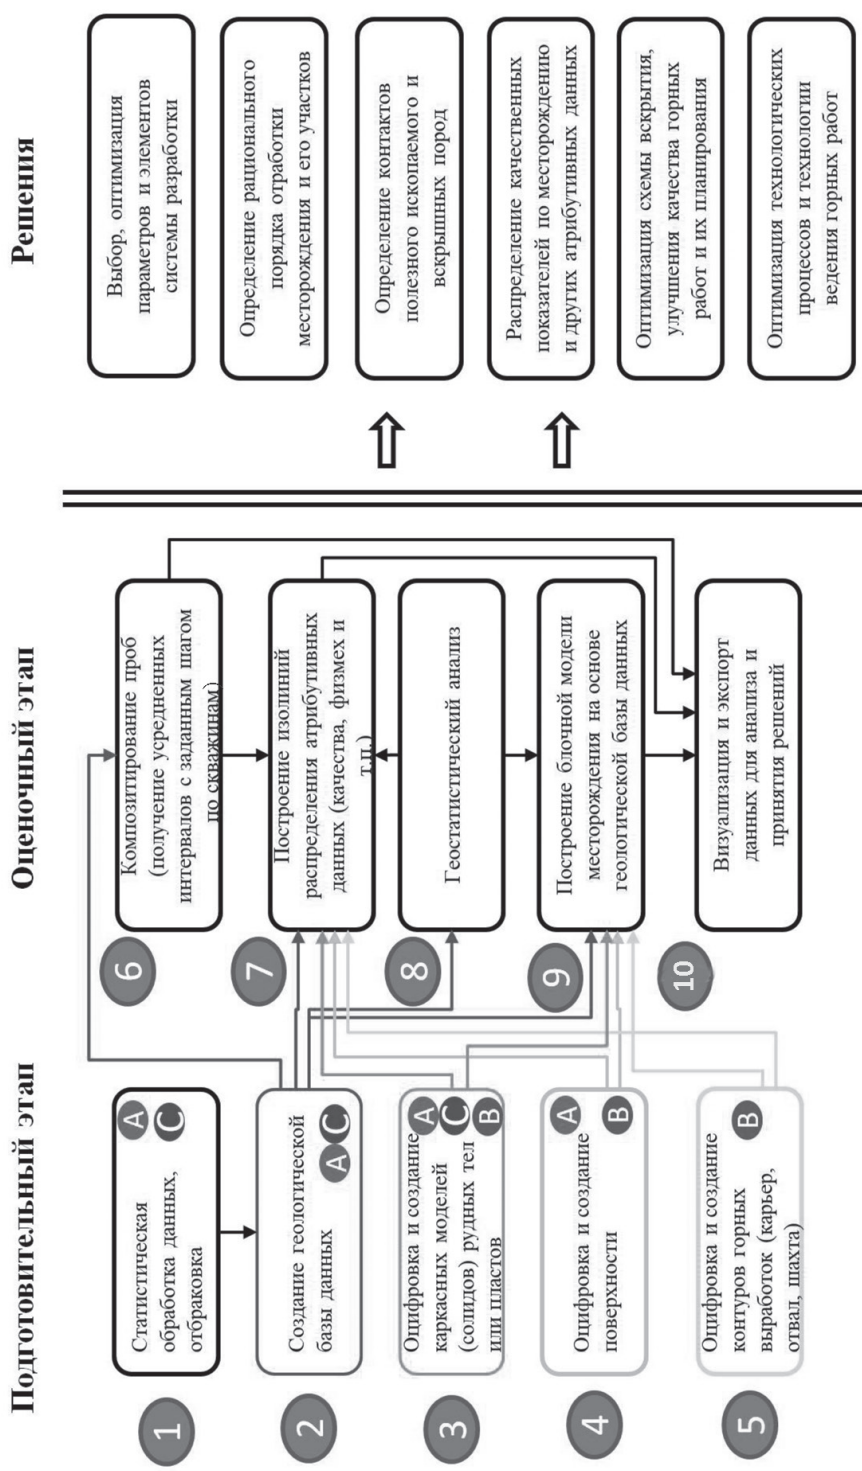 Подготовительный этап
1
Статистическая
обработка данных,
отбраковка
A
C
2
Создание геологической
базы данных
A
C
3
Оцифровка и создание
каркасных моделей
(солидов) рудных тел
или пластов
A
C
B
4
Оцифровка и создание
поверхности
A
B
5
Оцифровка и создание
контуров горных
выработок (карьер,
отвал, шахта)
B
Оценочный этап
6
Композитирование проб
(получение усредненных
интервалов с заданным шагом
по скважинам)
7
Построение изолиний
распределения атрибутивных
данных (качества, физмех и
т.п.)
8
Геостатистический анализ
9
Построение блочной модели
месторождения на основе
геологической базы данных
10
Визуализация и экспорт
данных для анализа и
принятия решений
Решения
Выбор, оптимизация
параметров и элементов
системы разработки
Определение рационального
порядка отработки
месторождения и его участков
Определение контактов
полезного ископаемого и
вскрышных пород
Распределение качественных
показателей по месторождению
и других атрибутивных данных
Оптимизация схемы вскрытия,
улучшения качества горных
работ и их планирования
Оптимизация технологических
процессов и технологии
ведения горных работ